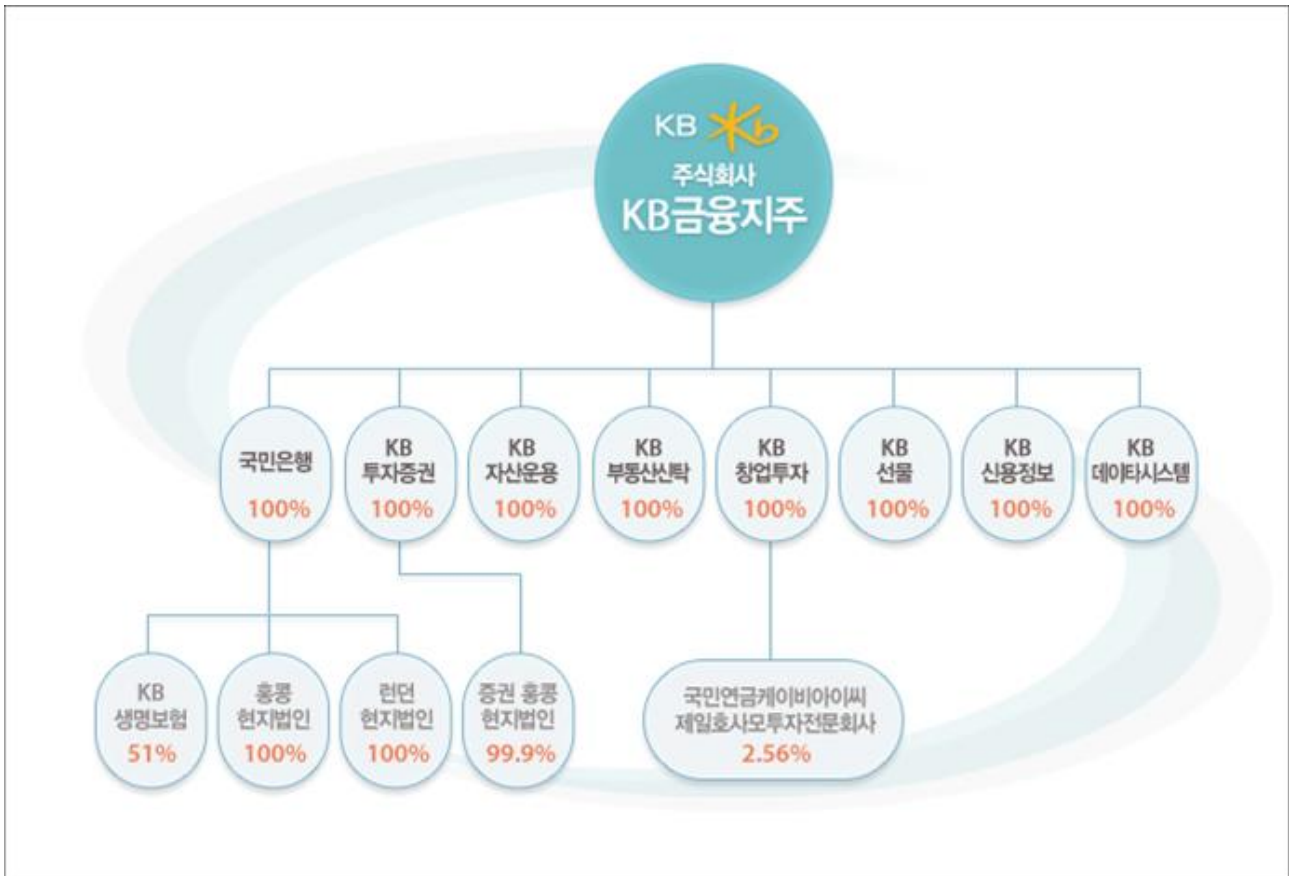 KB Kb
주식회사
KB금융지주
국민은행
100%
KB
투자증권
100%
KB
자산운용
100%
KB
부동산신탁
100%
KB
창업투자
100%
KB
선물
100%
KB
신용정보
100%
KB
데이타시스템
100%
KB
생명보험
51%
홍콩
현지법인
100%
런던
현지법인
100%
증권 홍콩
현지법인
99.9%
국민연금케이비아이씨
제일호사모투자전문회사
2.56%